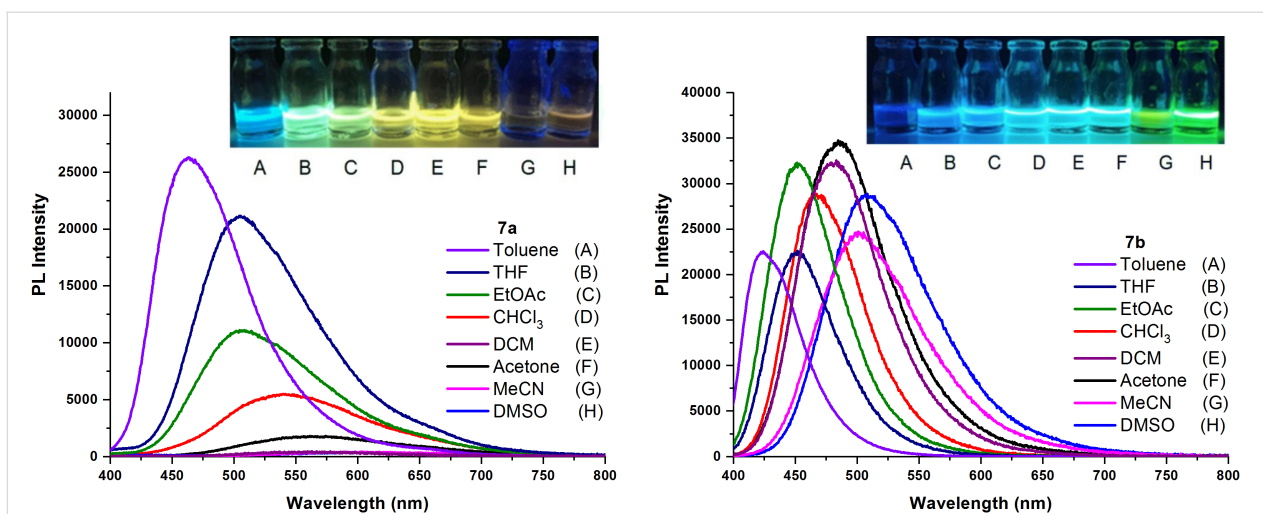 A B C D E F G H
PL Intensity
30000
25000
20000
15000
10000
5000
0
400 450 500 550 600 650 700 750 800
Wavelength (nm)
7a
Toluene (A)
THF (B)
EtOAc (C)
CHCl₃ (D)
DCM (E)
Acetone (F)
MeCN (G)
DMSO (H)
A B C D E F G H
PL Intensity
40000
35000
30000
25000
20000
15000
10000
5000
0
400 450 500 550 600 650 700 750 800
Wavelength (nm)
7b
Toluene (A)
THF (B)
EtOAc (C)
CHCl₃ (D)
DCM (E)
Acetone (F)
MeCN (G)
DMSO (H)